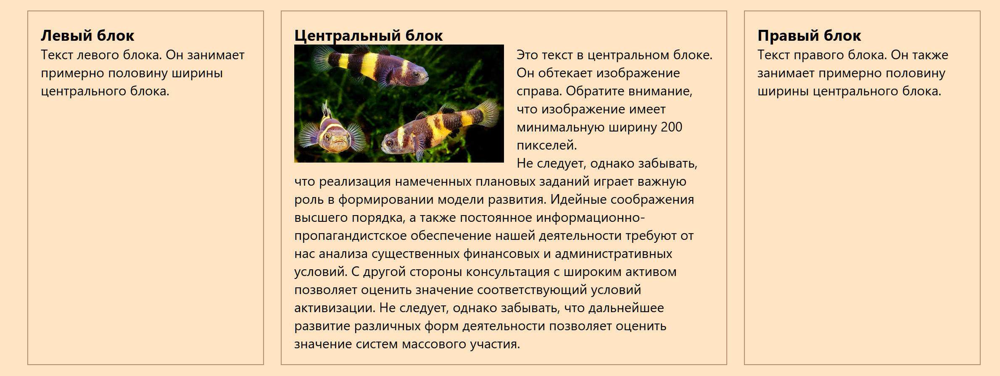 Левый блок
Текст левого блока. Он занимает
примерно половину ширины
центрального блока.
Центральный блок
Это текст в центральном блоке.
Он обтекает изображение
справа. Обратите внимание,
что изображение имеет
минимальную ширину 200
пикселей.
Не следует, однако забывать,
что реализация намеченных плановых заданий играет важную
роль в формировании модели развития. Идейные соображения
высшего порядка, а также постоянное информационно-
пропагандистское обеспечение нашей деятельности требуют от
нас анализа существенных финансовых и административных
условий. С другой стороны консультация с широким активом
позволяет оценить значение соответствующий условий
активизации. Не следует, однако забывать, что дальнейшее
развитие различных форм деятельности позволяет оценить
значение систем массового участия.
Правый блок
Текст правого блока. Он также
занимает примерно половину
ширины центрального блока.